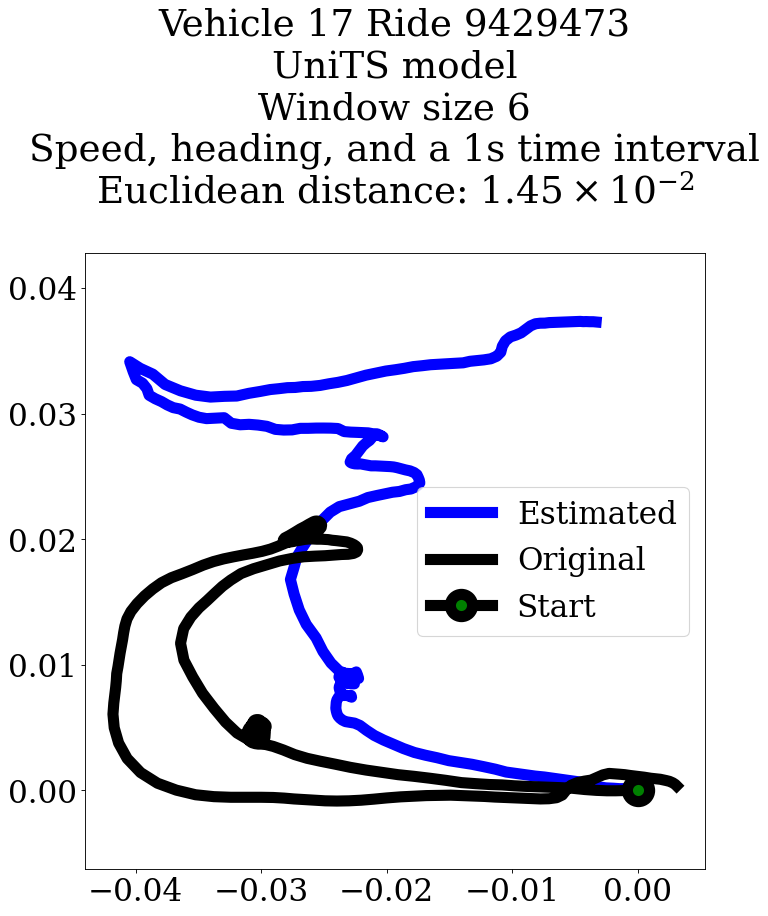 Vehicle 17 Ride 9429473
UniTS model
Window size 6
Speed, heading, and a 1s time interval
Euclidean distance: 1.45 × 10⁻²
0.04
0.03
0.02
0.01
0.00
Estimated
Original
Start
−0.04 −0.03 −0.02 −0.01 0.00